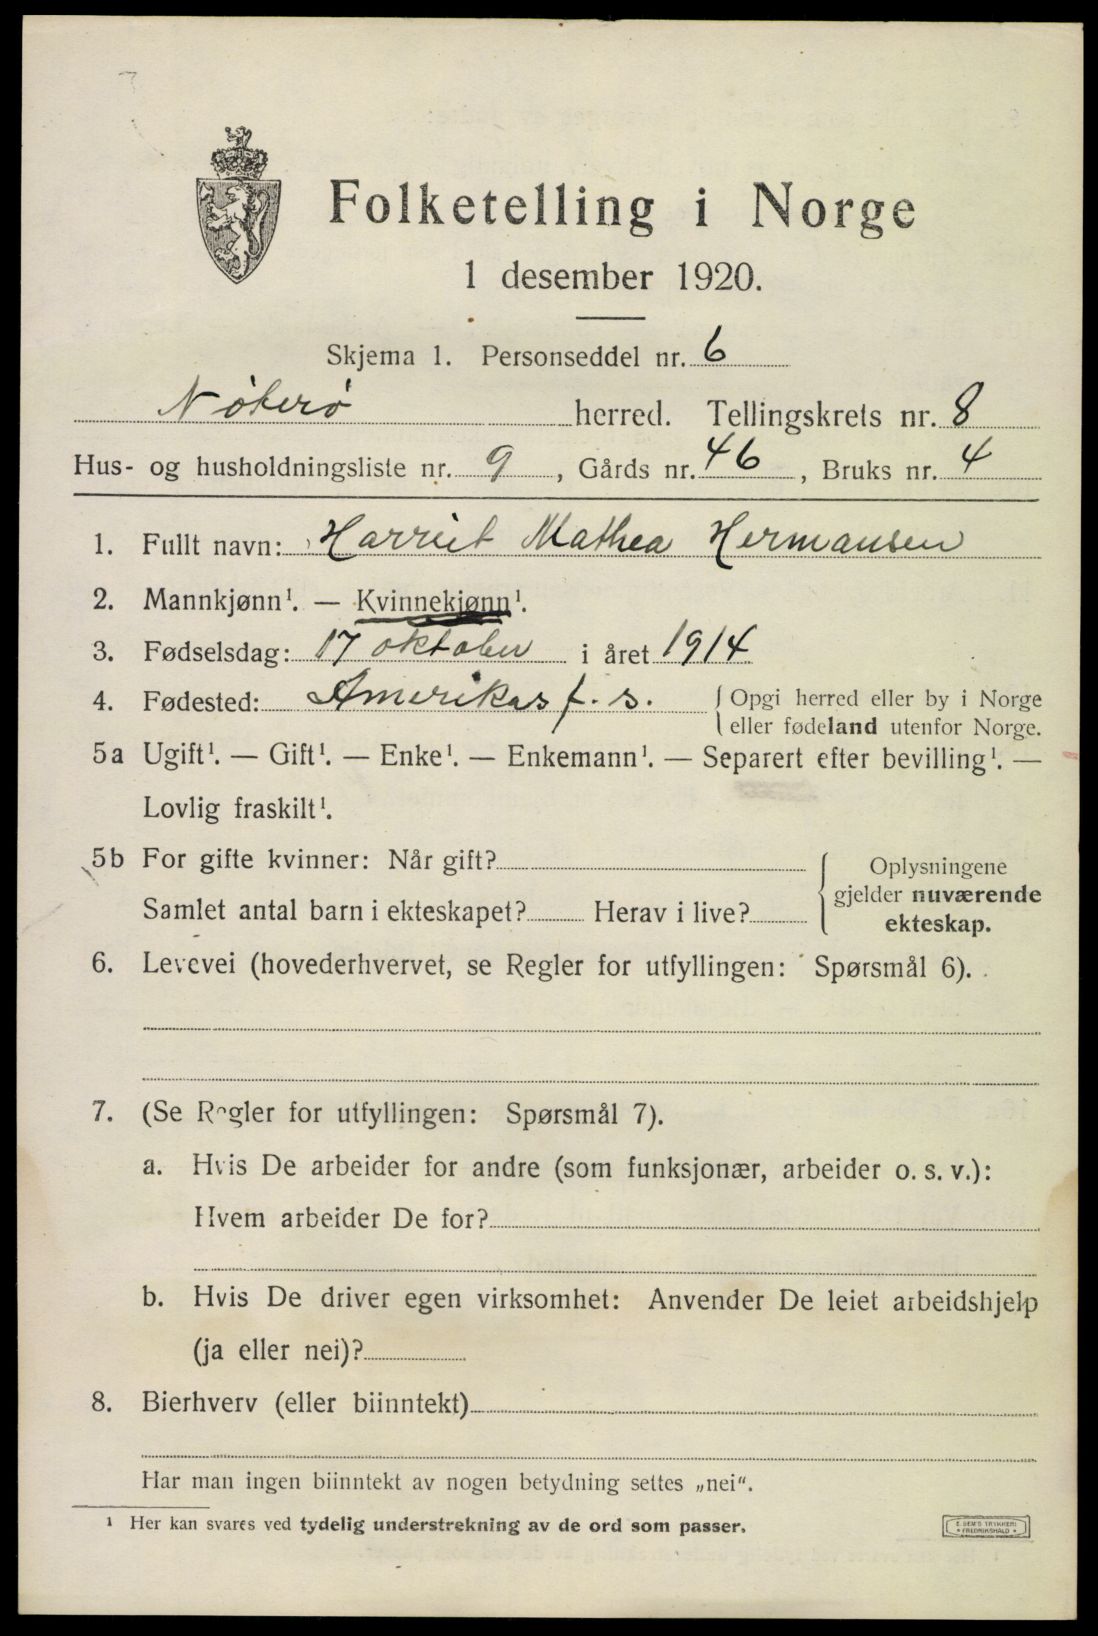 Folketelling i Norge
1 desember 1920.
Skjema 1. Personseddel nr. 6
Nøterø herred. Tellingskrets nr. 8
Hus- og husholdningsliste nr. 9, Gårds nr. 46, Bruks nr. 4
1. Fullt navn: Harriet Mathea Hermansen
2. Mannkjønn¹. — Kvinnekjønn¹.
3. Fødselsdag: 17 oktober i året 1914
4. Fødested: Amerikas f. s. { Opgi herred eller by i Norge
eller fødeland utenfor Norge.
5a Ugift¹. — Gift¹. — Enke¹. — Enkemann¹. — Separert efter bevilling¹. —
Lovlig fraskilt¹.
5b For gifte kvinner: Når gift?
Samlet antal barn i ekteskapet? Herav i live?
{ Oplysningene
gjelder nuværende
ekteskap.
6. Levevei (hovederhvervet, se Regler for utfyllingen: Spørsmål 6).
7. (Se Regler for utfyllingen: Spørsmål 7).
a. Hvis De arbeider for andre (som funksjonær, arbeider o. s. v.):
Hvem arbeider De for?
b. Hvis De driver egen virksomhet: Anvender De leiet arbeidshjelp
(ja eller nei)?
8. Bierhverv (eller biinntekt)
Har man ingen biinntekt av nogen betydning settes „nei".
¹ Her kan svares ved tydelig understrekning av de ord som passer.
E. SEM'S TRYKKERI
• FREDRIKSHALD •